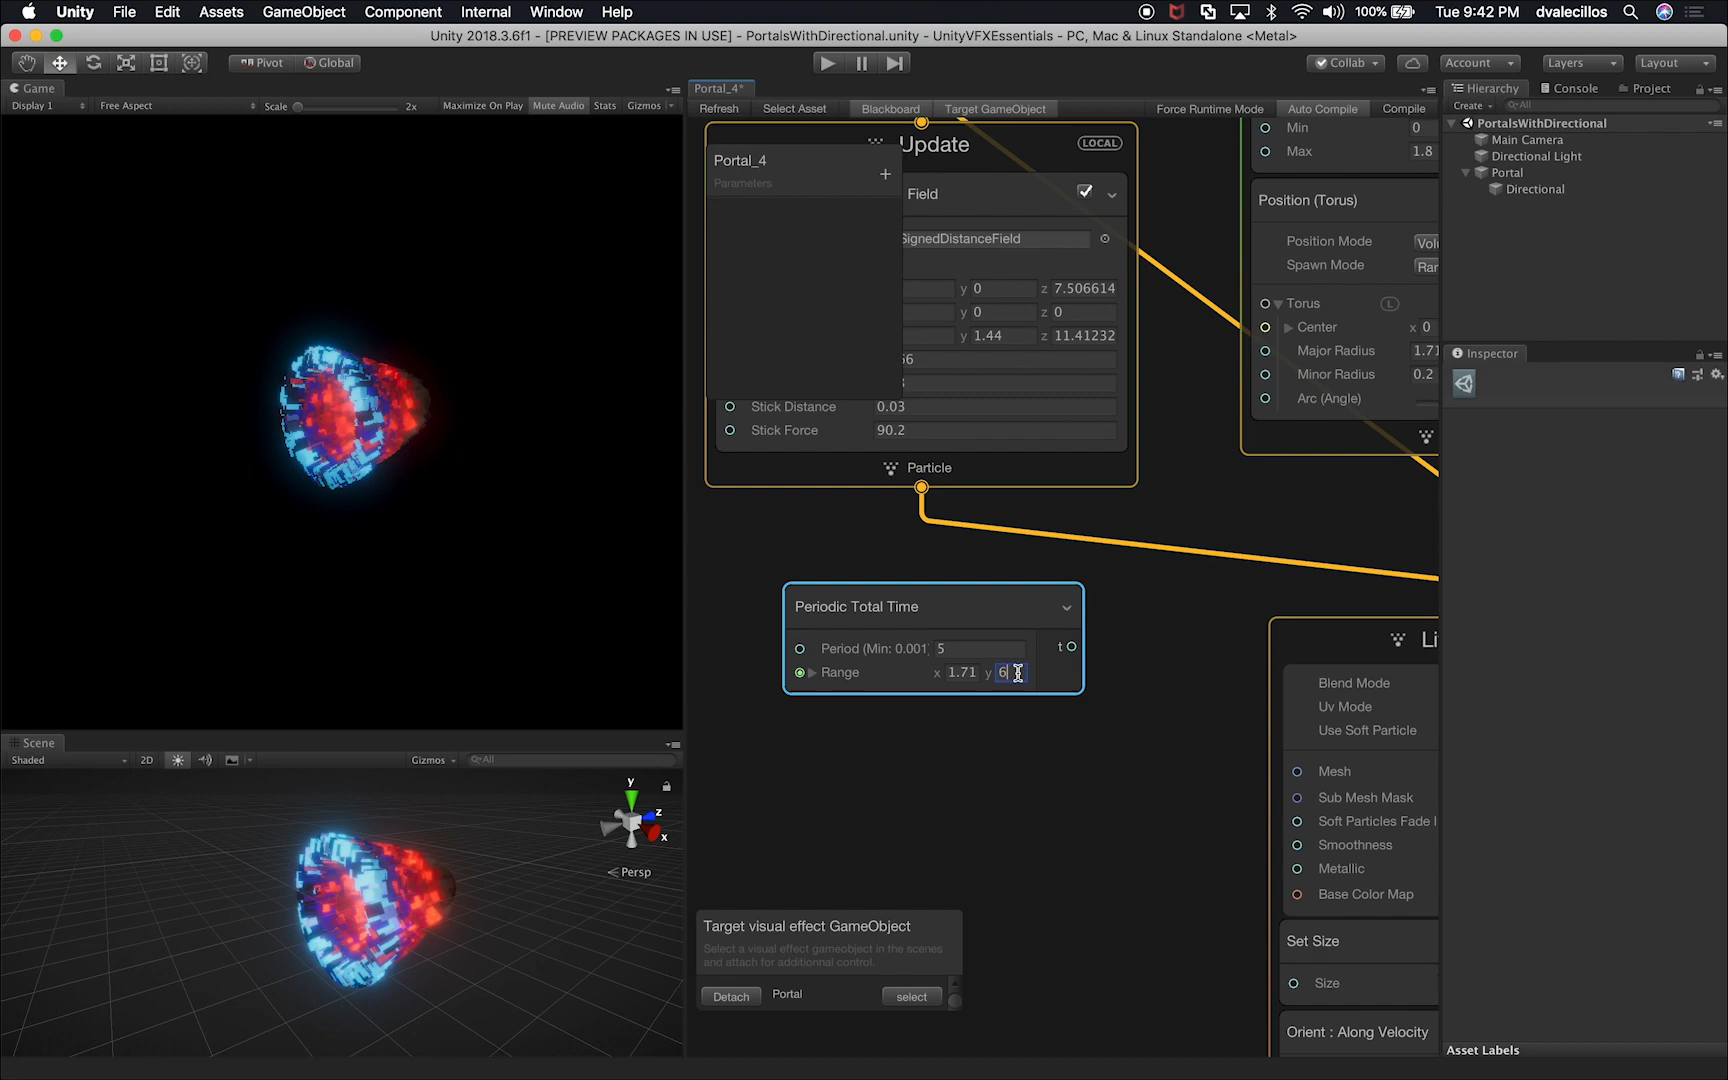 Unity File Edit Assets GameObject Component Internal Window Help 100% Tue 9:42 PM dvalecillos
Unity 2018.3.6f1 - [PREVIEW PACKAGES IN USE] - PortalsWithDirectional.unity - UnityVFXEssentials - PC, Mac & Linux Standalone <Metal>
Pivot Global Collab Account Layers Layout
Game Portal_4* Hierarchy Console Project
Display 1 Free Aspect Scale 2x Maximize On Play Mute Audio Stats Gizmos Refresh Select Asset Blackboard Target GameObject Force Runtime Mode Auto Compile Compile Create All
PortalsWithDirectional
Main Camera
Directional Light
Portal
Directional
Update LOCAL
Portal_4
Parameters
Field
SignedDistanceField
y 0 z 7.506614
y 0 z 0
y 1.44 z 11.41232
Stick Distance 0.03
Stick Force 90.2
Particle
Min 0
Max 1.8
Position (Torus)
Position Mode Vol
Spawn Mode Ran
Torus L
Center x 0
Major Radius 1.71
Minor Radius 0.2
Arc (Angle)
Inspector
Periodic Total Time
Period (Min: 0.001) 5 t
Range x 1.71 y 6
Li
Blend Mode
Uv Mode
Use Soft Particle
Mesh
Sub Mesh Mask
Soft Particles Fade
Smoothness
Metallic
Base Color Map
Set Size
Size
Orient : Along Velocity
Scene
Shaded 2D Gizmos All
y
z
x
Persp
Target visual effect GameObject
Select a visual effect gameobject in the scenes
and attach for additionnal control.
Detach Portal select
Asset Labels